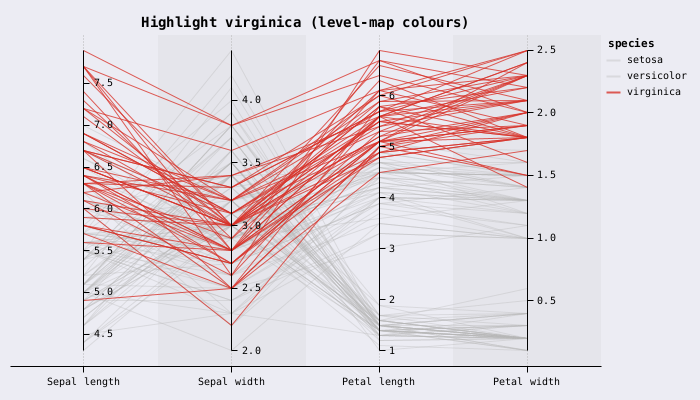 Highlight virginica (level-map colours)
species
setosa
versicolor
virginica
7.5
7.0
6.5
6.0
5.5
5.0
4.5
4.0
3.5
3.0
2.5
2.0
6
5
4
3
2
1
2.5
2.0
1.5
1.0
0.5
Sepal length
Sepal width
Petal length
Petal width